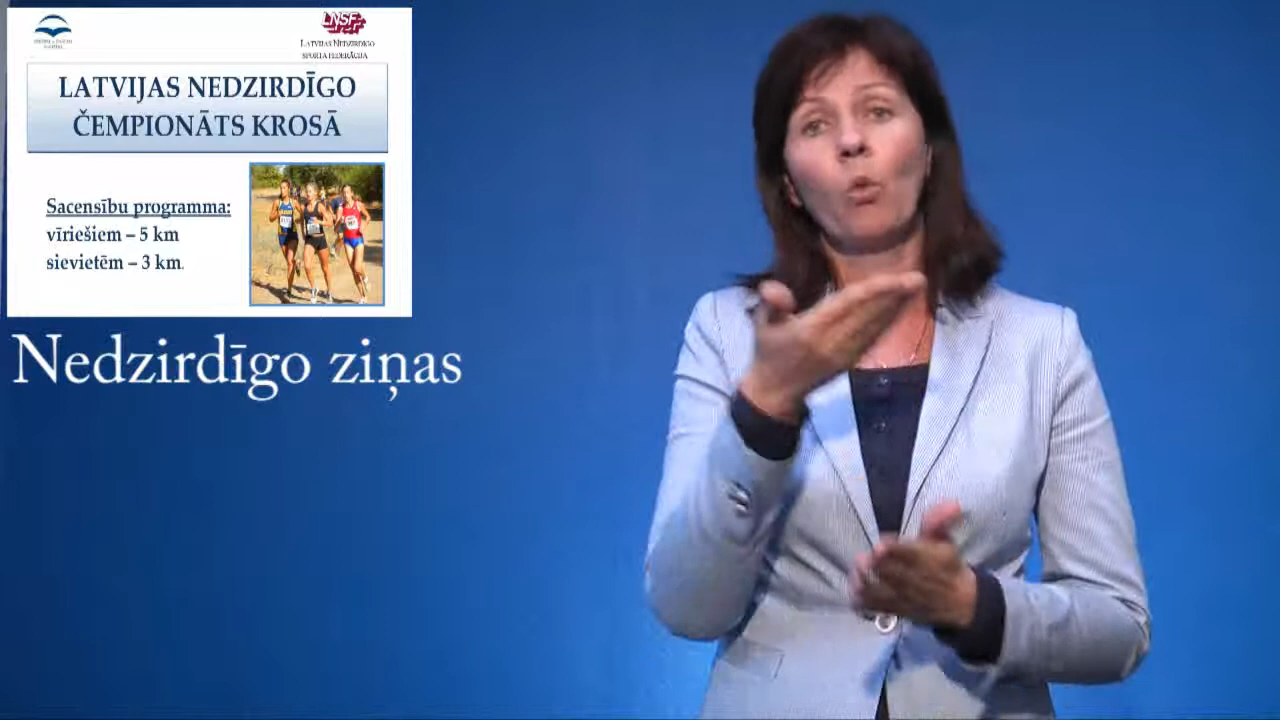 LNSF
LATVIJAS NEDZIRDĪGO
SPORTA FEDERĀCIJA
LATVIJAS NEDZIRDĪGO
ČEMPIONĀTS KROSĀ
Sacensību programma:
vīriešiem – 5 km
sievietēm – 3 km.
Nedzirdīgo ziņas